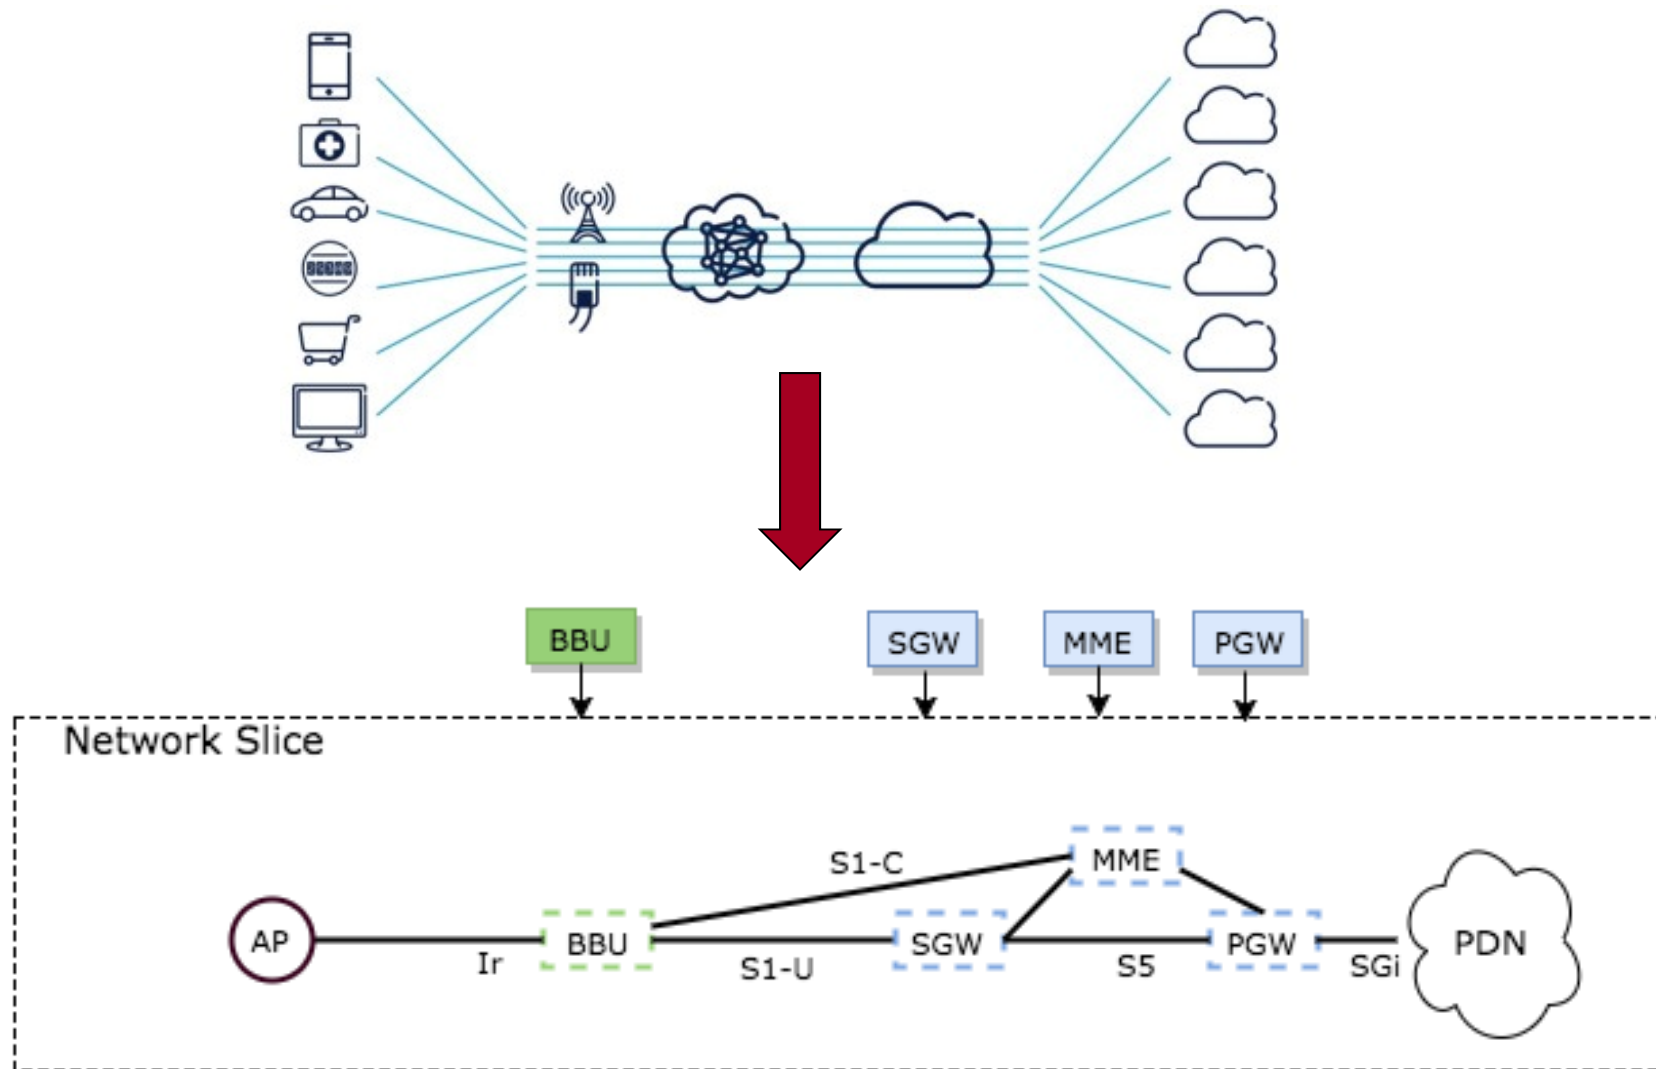 BBU
SGW
MME
PGW
Network Slice
S1-C
MME
AP
BBU
SGW
PGW
PDN
Ir
S1-U
S5
SGi